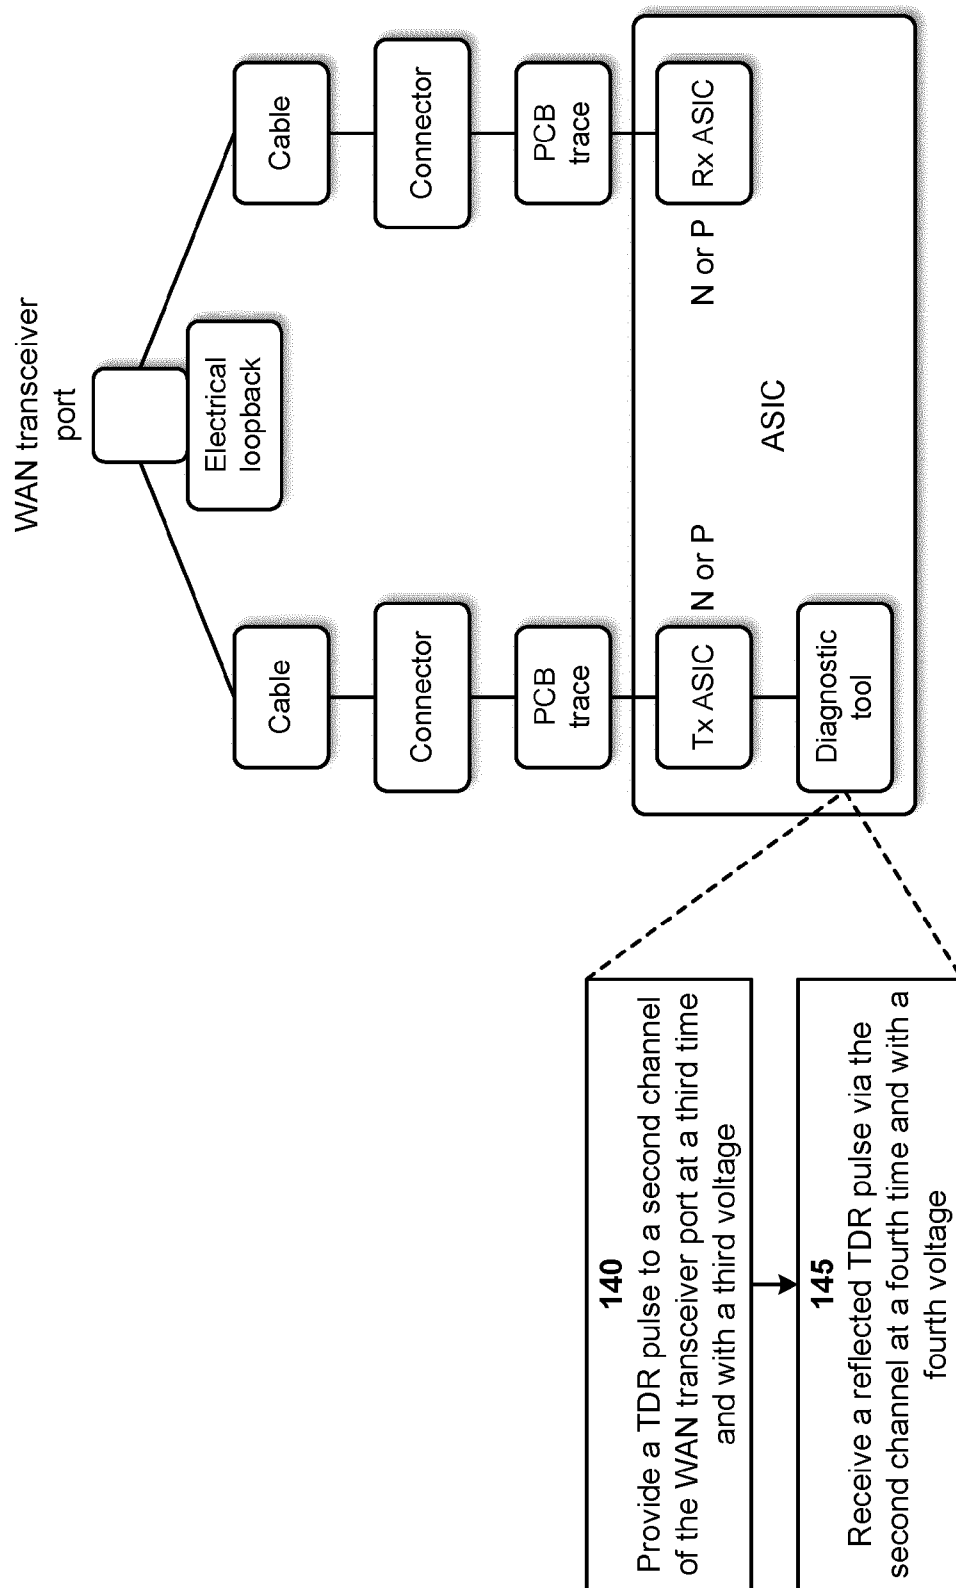 WAN transceiver
port
Electrical
loopback
Cable
Cable
Connector
Connector
PCB
trace
PCB
trace
Tx ASIC
N or P
N or P
Rx ASIC
ASIC
Diagnostic
tool
140
Provide a TDR pulse to a second channel
of the WAN transceiver port at a third time
and with a third voltage
145
Receive a reflected TDR pulse via the
second channel at a fourth time and with a
fourth voltage